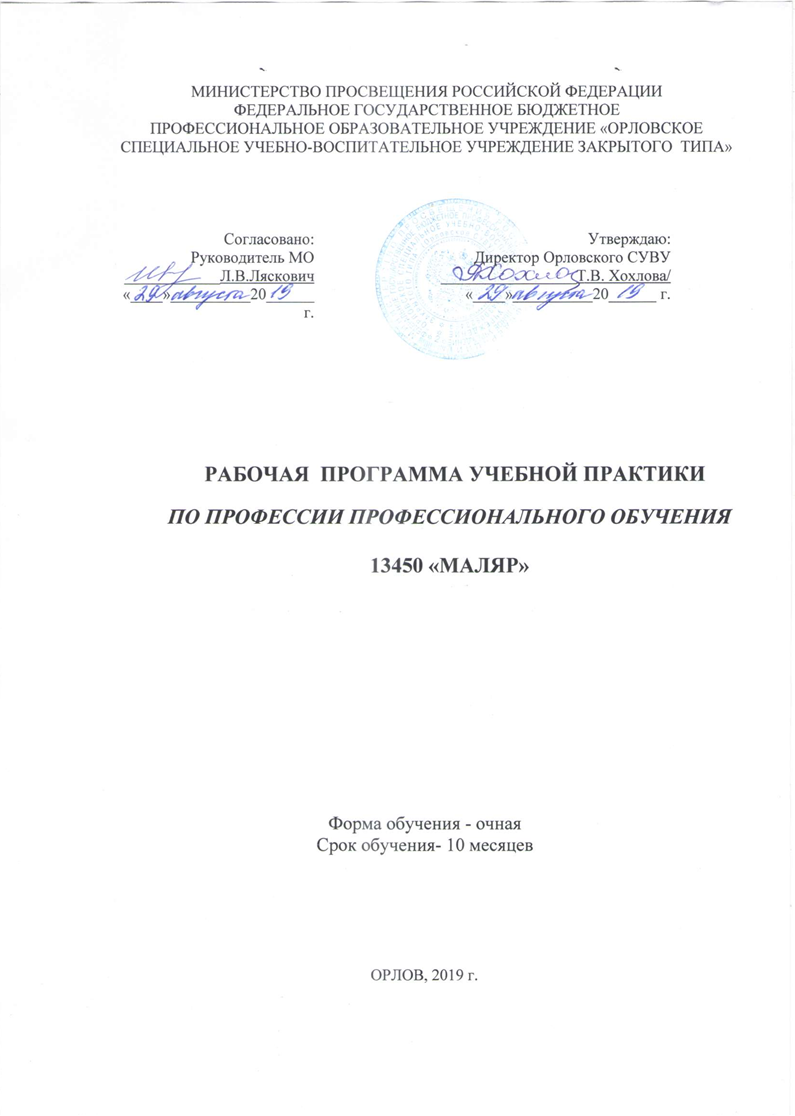 МИНИСТЕРСТВО ПРОСВЕЩЕНИЯ РОССИЙСКОЙ ФЕДЕРАЦИИ
ФЕДЕРАЛЬНОЕ ГОСУДАРСТВЕННОЕ БЮДЖЕТНОЕ
ПРОФЕССИОНАЛЬНОЕ ОБРАЗОВАТЕЛЬНОЕ УЧРЕЖДЕНИЕ «ОРЛОВСКОЕ
СПЕЦИАЛЬНОЕ УЧЕБНО-ВОСПИТАТЕЛЬНОЕ УЧРЕЖДЕНИЕ ЗАКРЫТОГО ТИПА»
Согласовано:
Руководитель МО
Л.В.Ляскович
«29» августа 2019
г.
Утверждаю:
Директор Орловского СУВУ
Т.В. Хохлова/
«29» августа 2019 г.
РАБОЧАЯ ПРОГРАММА УЧЕБНОЙ ПРАКТИКИ
ПО ПРОФЕССИИ ПРОФЕССИОНАЛЬНОГО ОБУЧЕНИЯ
13450 «МАЛЯР»
Форма обучения - очная
Срок обучения- 10 месяцев
ОРЛОВ, 2019 г.